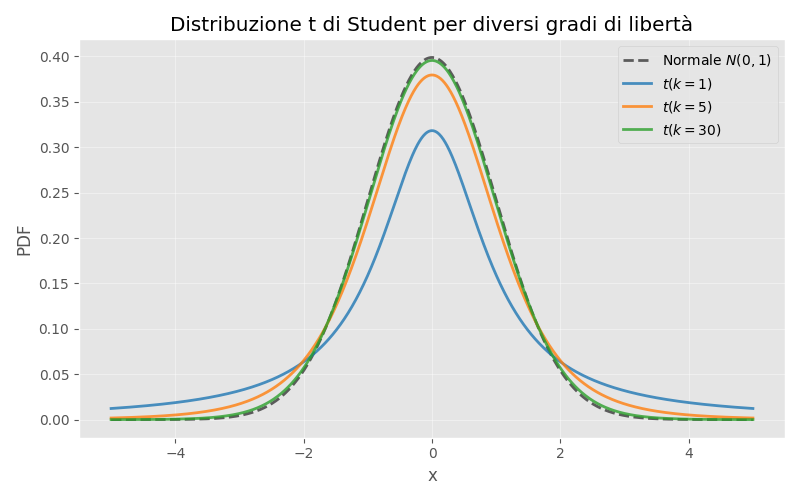 Distribuzione t di Student per diversi gradi di libertà
Normale N(0, 1)
t(k = 1)
t(k = 5)
t(k = 30)
PDF
0.40
0.35
0.30
0.25
0.20
0.15
0.10
0.05
0.00
−4 −2 0 2 4
x